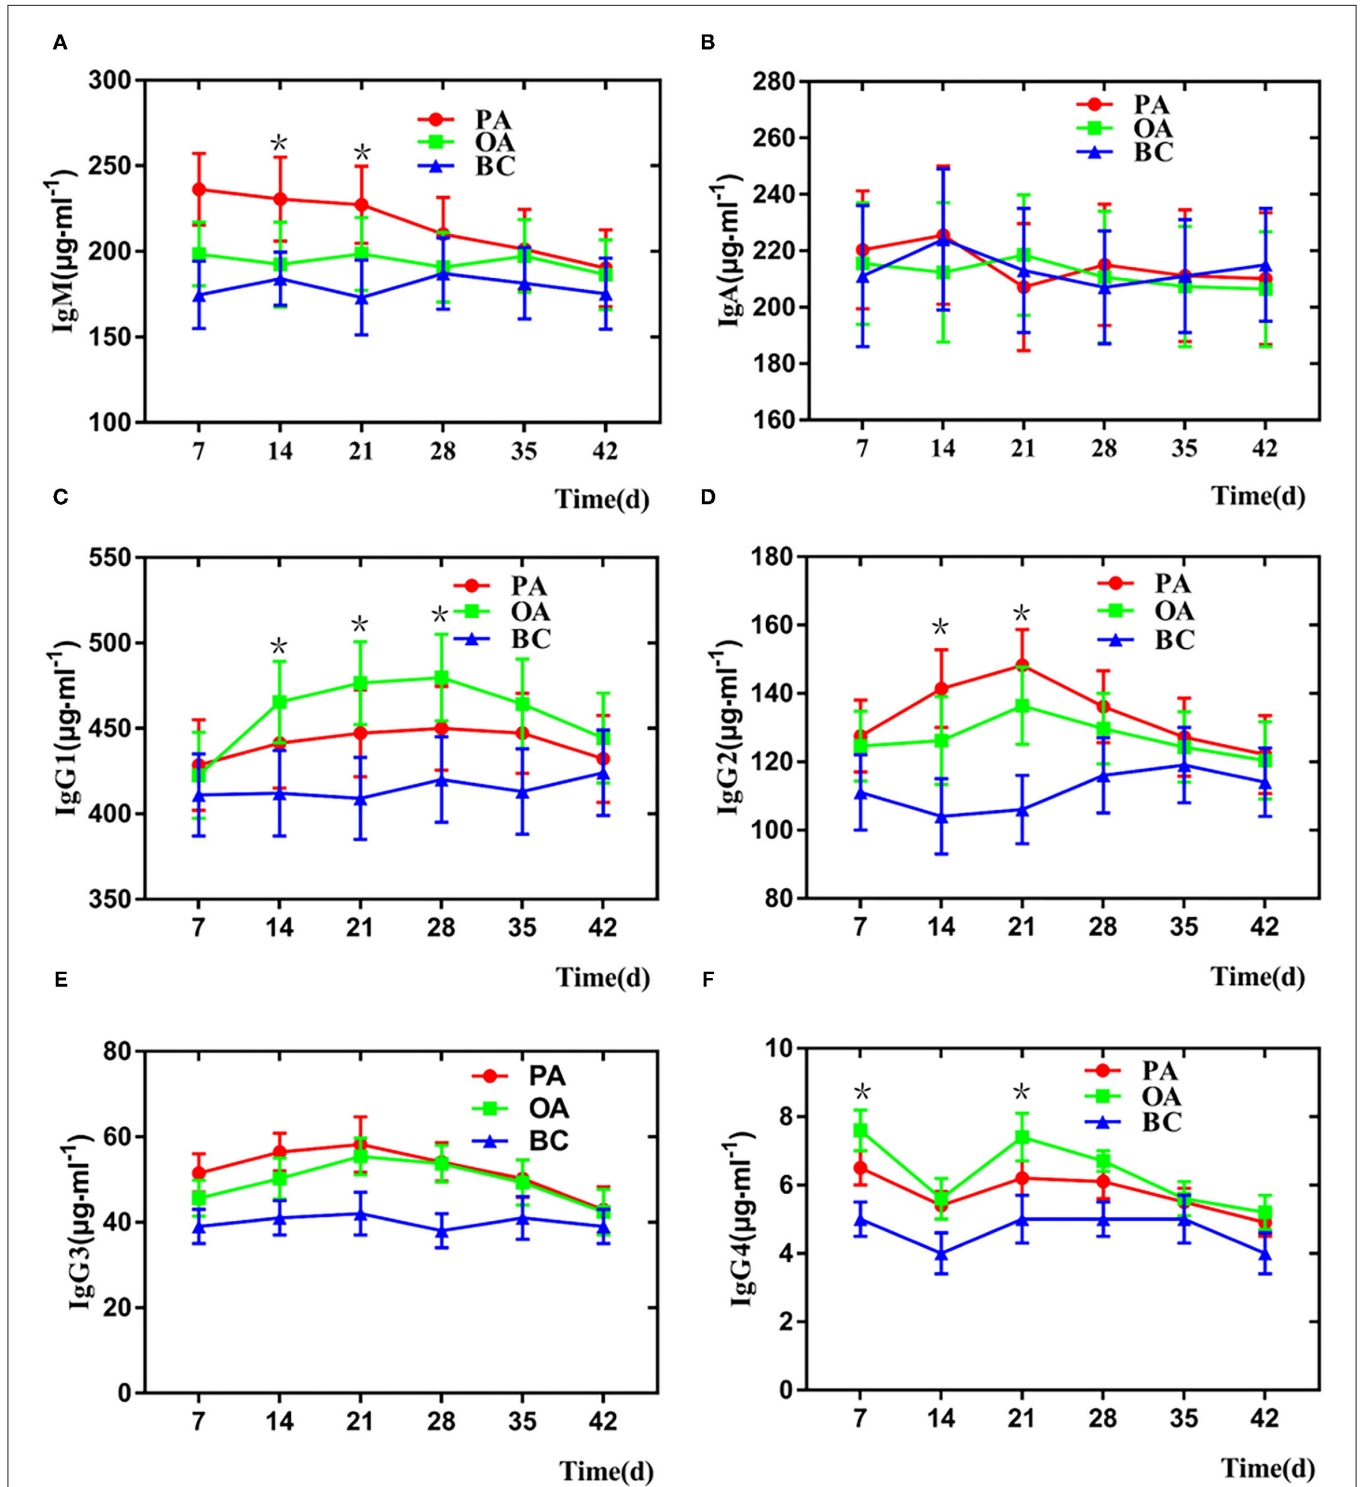 A
300
250
200
150
100
IgM(µg·ml⁻¹)
* *
PA
OA
BC
7 14 21 28 35 42
Time(d)
B
280
260
240
220
200
180
160
IgA(µg·ml⁻¹)
PA
OA
BC
7 14 21 28 35 42
Time(d)
C
550
500
450
400
350
IgG1(µg·ml⁻¹)
* * *
PA
OA
BC
7 14 21 28 35 42
Time(d)
D
180
160
140
120
100
80
IgG2(µg·ml⁻¹)
* *
PA
OA
BC
7 14 21 28 35 42
Time(d)
E
80
60
40
20
0
IgG3(µg·ml⁻¹)
PA
OA
BC
7 14 21 28 35 42
Time(d)
F
10
8
6
4
2
0
IgG4(µg·ml⁻¹)
* *
PA
OA
BC
7 14 21 28 35 42
Time(d)